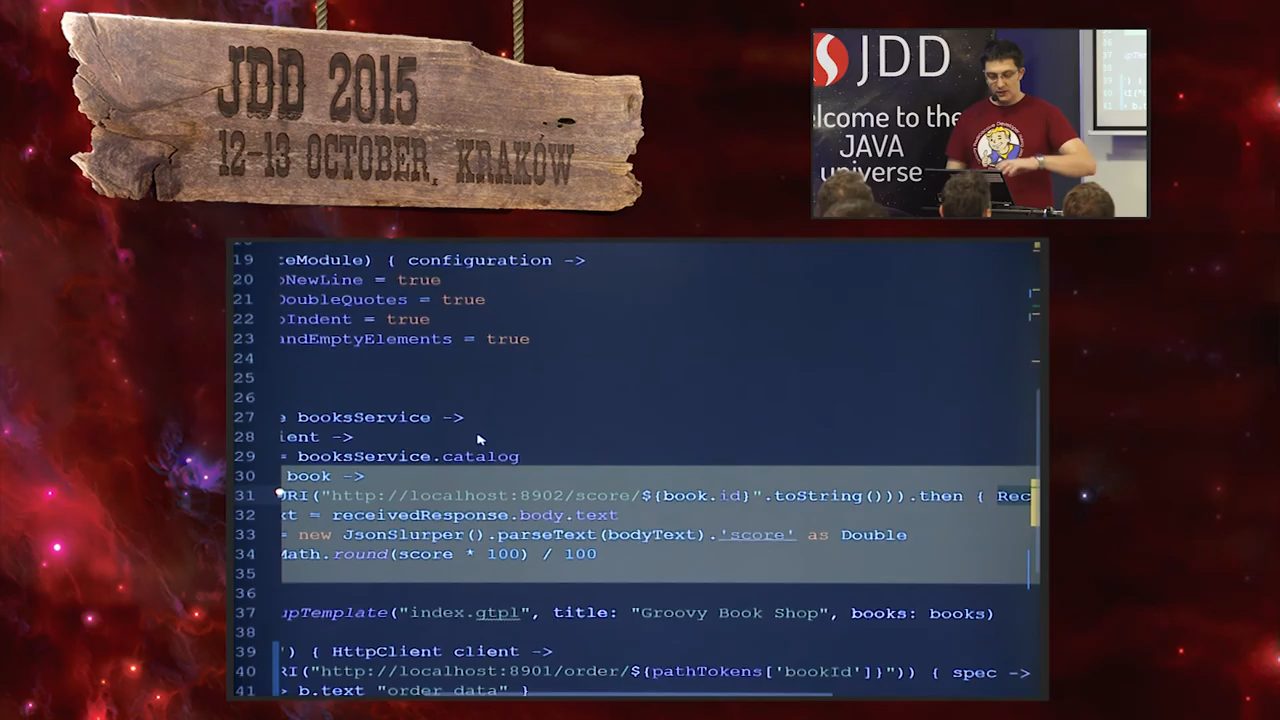 JDD 2015
12-13 OCTOBER, KRAKÓW
JDD
elcome to the
JAVA
universe
19 :eModule) { configuration ->
20 oNewLine = true
21 DoubleQuotes = true
22 oIndent = true
23 andEmptyElements = true
24
25
26
27 e booksService ->
28 ient ->
29 = booksService.catalog
30 book ->
31 URI("http://localhost:8902/score/${book.id}".toString())).then { Rec
32 xt = receivedResponse.body.text
33 = new JsonSlurper().parseText(bodyText).'score' as Double
34 Math.round(score * 100) / 100
35
36
37 upTemplate("index.gtpl", title: "Groovy Book Shop", books: books)
38
39 ') { HttpClient client ->
40 RI("http://localhost:8901/order/${pathTokens['bookId']}")) { spec ->
41 > b.text "order data" }